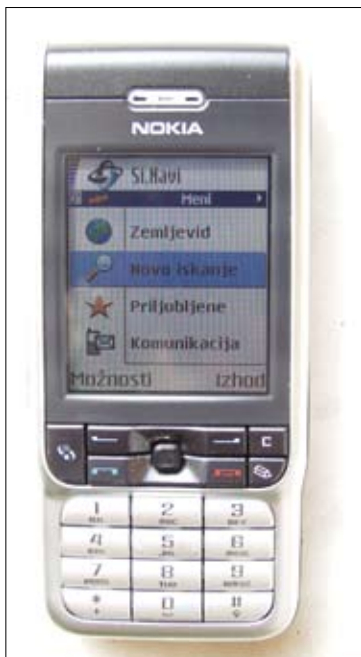 NOKIA
Si.Navi
Meni
Zemljevid
Novo iskanje
Priljubljene
Komunikacija
Možnosti Izhod
C
1 2 3
4 5 6
7 8 9
* 0 #
+